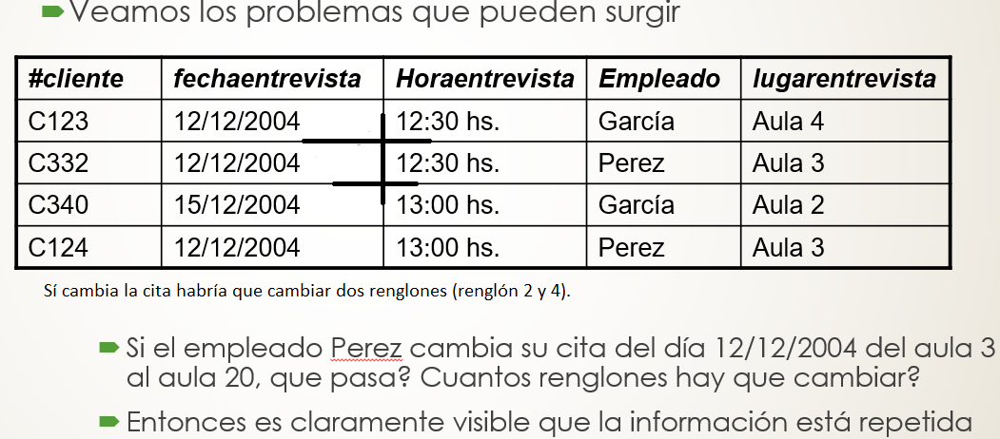 Veamos los problemas que pueden surgir
#cliente fechaentrevista Horaentrevista Empleado lugarentrevista
C123 12/12/2004 12:30 hs. García Aula 4
C332 12/12/2004 12:30 hs. Perez Aula 3
C340 15/12/2004 13:00 hs. García Aula 2
C124 12/12/2004 13:00 hs. Perez Aula 3
Sí cambia la cita habría que cambiar dos renglones (renglón 2 y 4).
Si el empleado Perez cambia su cita del día 12/12/2004 del aula 3
al aula 20, que pasa? Cuantos renglones hay que cambiar?
Entonces es claramente visible que la información está repetida